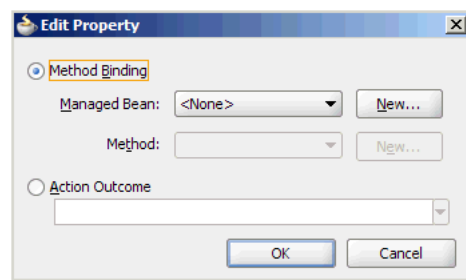 Edit Property
Method Binding
Managed Bean: <None> New...
Method: New...
Action Outcome
OK Cancel